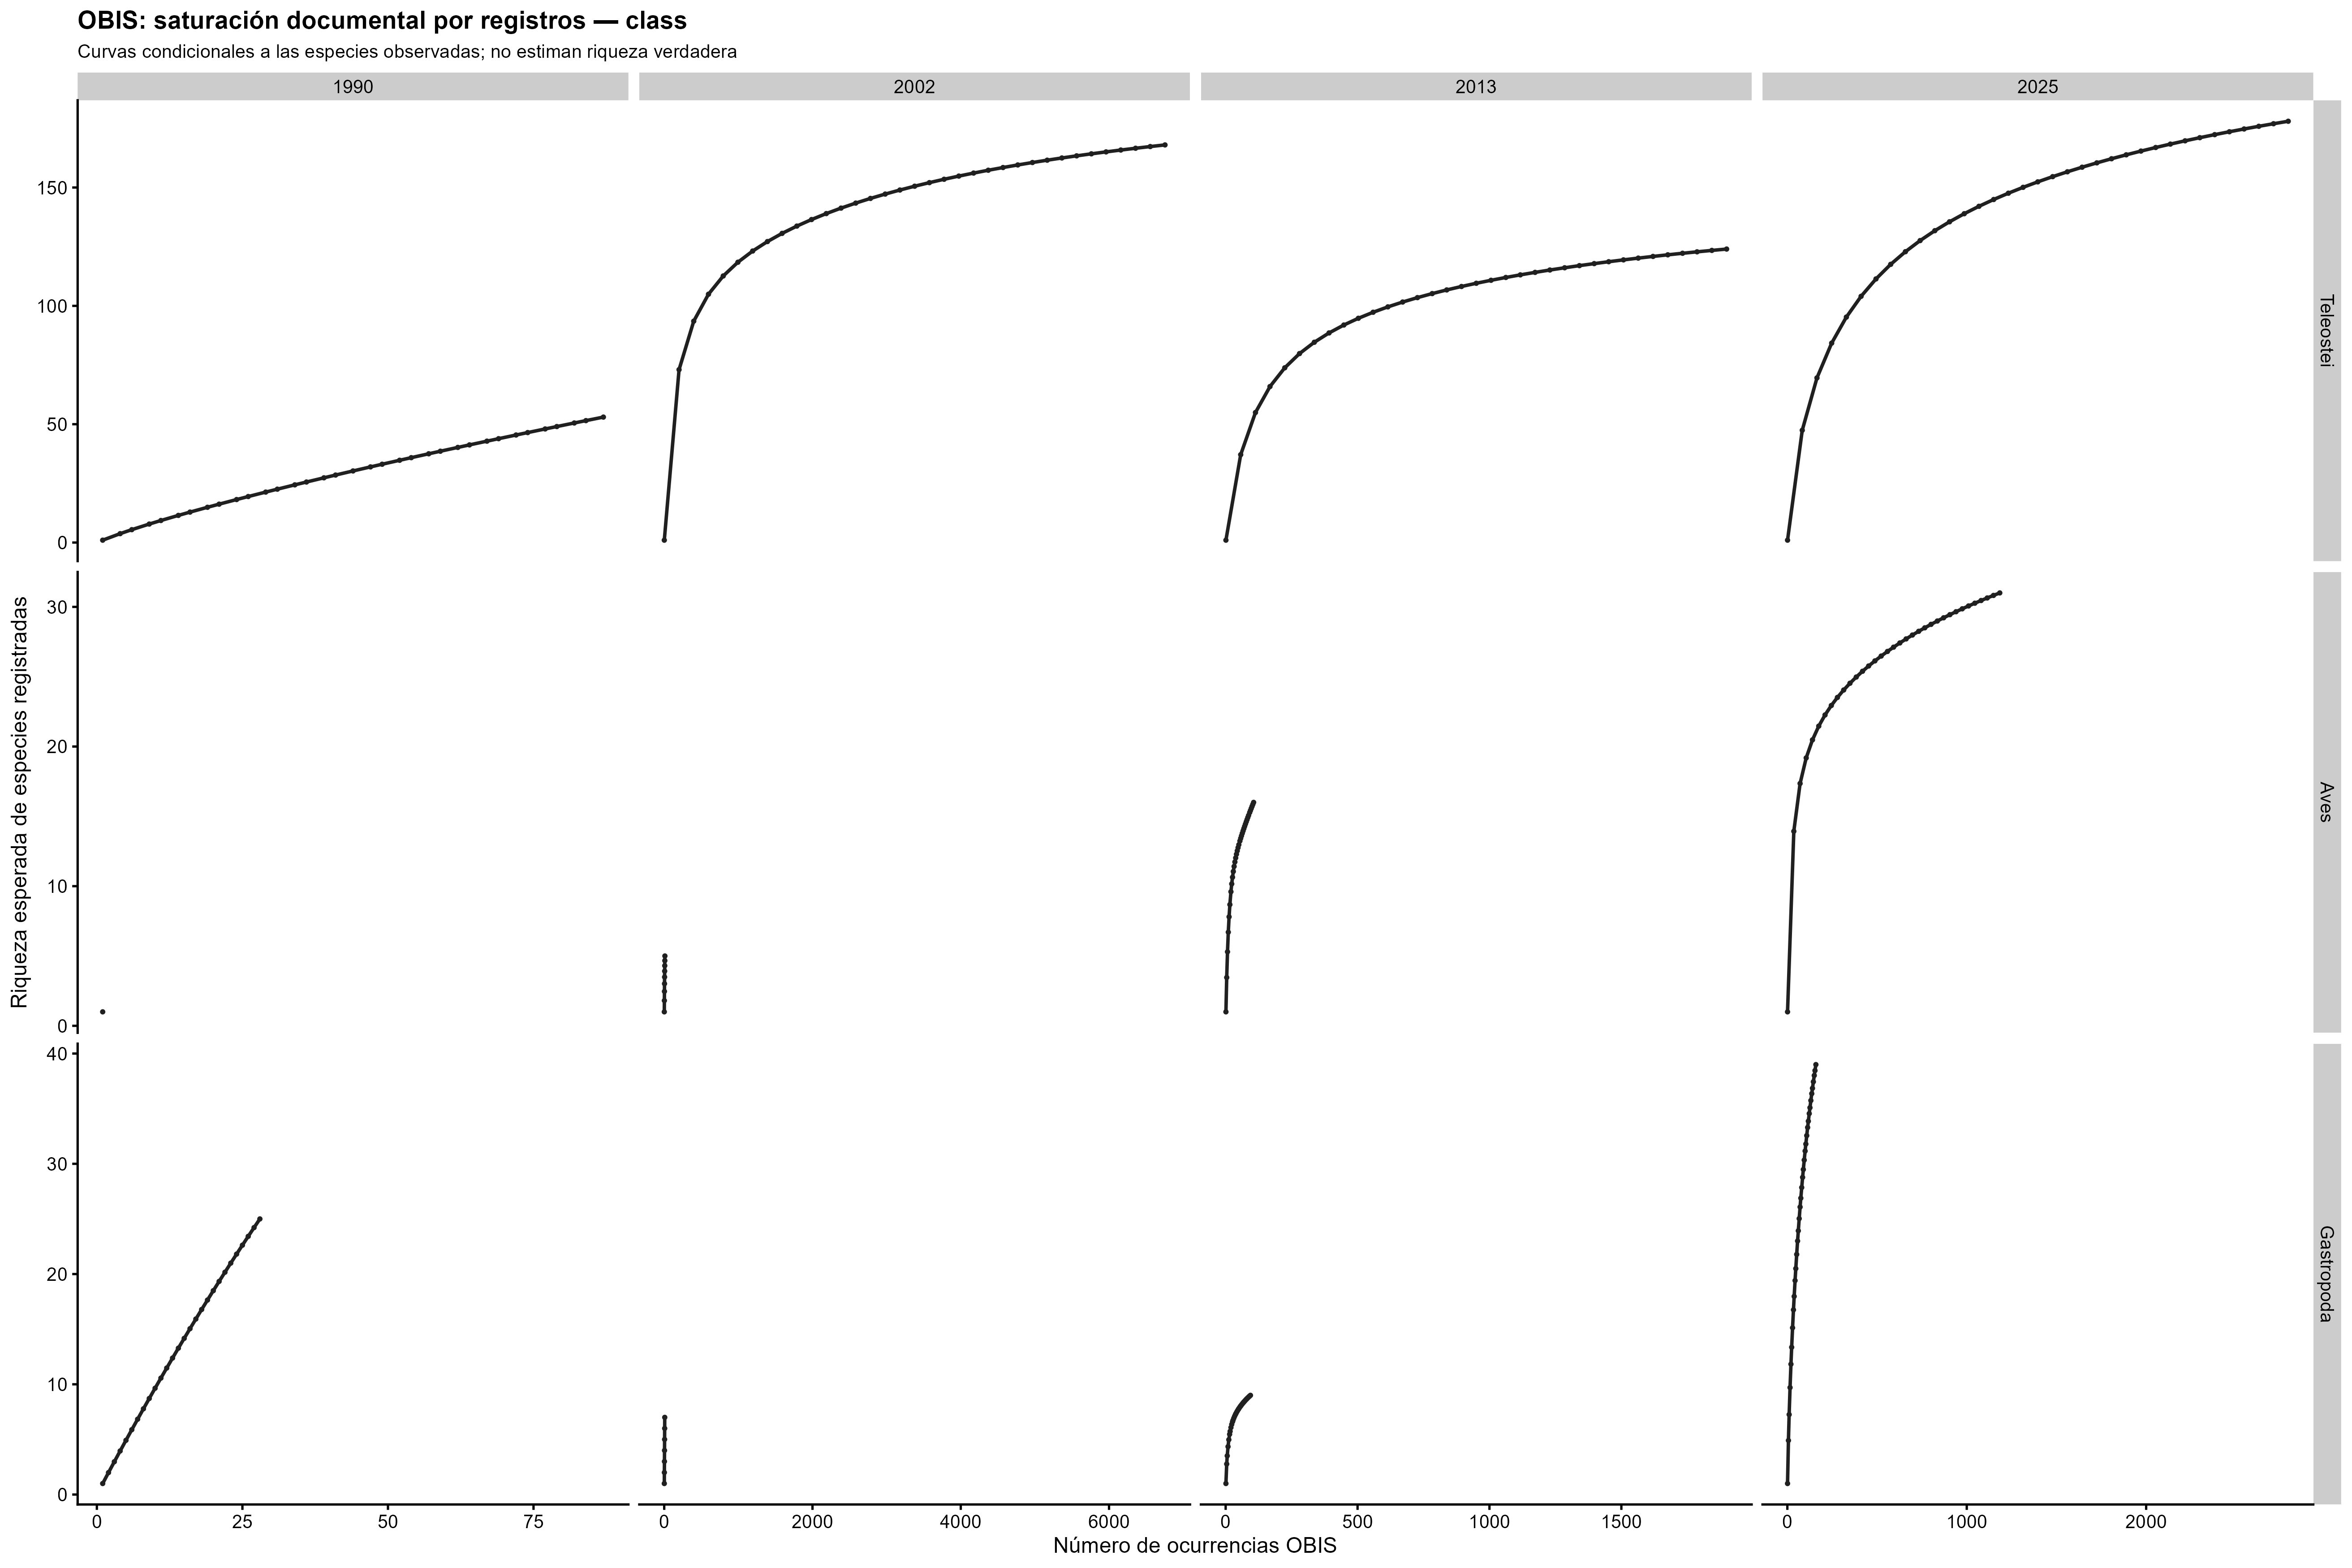 OBIS: saturación documental por registros — class
Curvas condicionales a las especies observadas; no estiman riqueza verdadera
1990 2002 2013 2025
Riqueza esperada de especies registradas
150
100
50
0
Teleostei
30
20
10
0
Aves
40
30
20
10
0
Gastropoda
0 25 50 75 0 2000 4000 6000 0 500 1000 1500 0 1000 2000
Número de ocurrencias OBIS